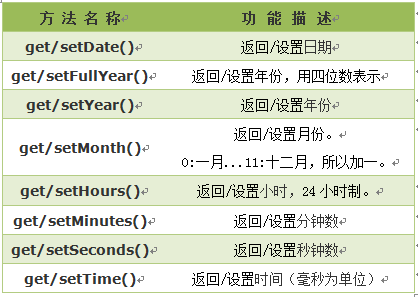 方 法 名 称 功 能 描 述
get/setDate() 返回/设置日期
get/setFullYear() 返回/设置年份，用四位数表示
get/setYear() 返回/设置年份
get/setMonth() 返回/设置月份。
0:一月...11:十二月，所以加一。
get/setHours() 返回/设置小时，24 小时制。
get/setMinutes() 返回/设置分钟数
get/setSeconds() 返回/设置秒钟数
get/setTime() 返回/设置时间（毫秒为单位）